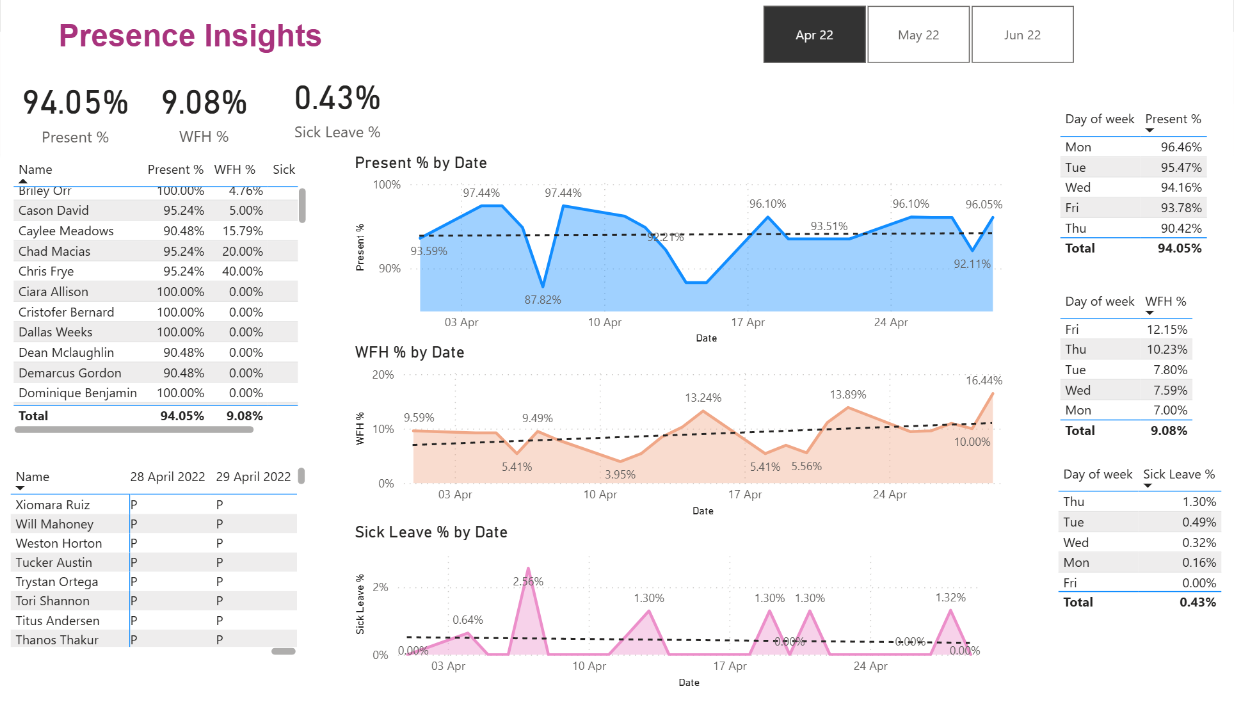 Presence Insights
Apr 22 May 22 Jun 22
94.05% 9.08% 0.43%
Present % WFH % Sick Leave %
Name Present % WFH % Sick
Briley Orr 100.00% 4.76%
Cason David 95.24% 5.00%
Caylee Meadows 90.48% 15.79%
Chad Macias 95.24% 20.00%
Chris Frye 95.24% 40.00%
Ciara Allison 100.00% 0.00%
Cristofer Bernard 100.00% 0.00%
Dallas Weeks 100.00% 0.00%
Dean Mclaughlin 90.48% 0.00%
Demarcus Gordon 90.48% 0.00%
Dominique Benjamin 100.00% 0.00%
Total 94.05% 9.08%
Name 28 April 2022 29 April 2022
Xiomara Ruiz P P
Will Mahoney P P
Weston Horton P P
Tucker Austin P P
Trystan Ortega P P
Tori Shannon P P
Titus Andersen P P
Thanos Thakur P P
Present % by Date
Present %
100%
90%
93.59% 97.44% 87.82% 97.44% 92.21% 96.10% 93.51% 96.10% 92.11% 96.05%
03 Apr 10 Apr 17 Apr 24 Apr
Date
WFH % by Date
WFH %
20%
10%
0%
9.59% 5.41% 9.49% 3.95% 13.24% 5.41% 5.56% 13.89% 10.00% 16.44%
03 Apr 10 Apr 17 Apr 24 Apr
Date
Sick Leave % by Date
Sick Leave %
2%
0%
0.00% 0.64% 2.56% 1.30% 1.30% 0.00% 1.30% 0.00% 1.32% 0.00%
03 Apr 10 Apr 17 Apr 24 Apr
Date
Day of week Present %
Mon 96.46%
Tue 95.47%
Wed 94.16%
Fri 93.78%
Thu 90.42%
Total 94.05%
Day of week WFH %
Fri 12.15%
Thu 10.23%
Tue 7.80%
Wed 7.59%
Mon 7.00%
Total 9.08%
Day of week Sick Leave %
Thu 1.30%
Tue 0.49%
Wed 0.32%
Mon 0.16%
Fri 0.00%
Total 0.43%